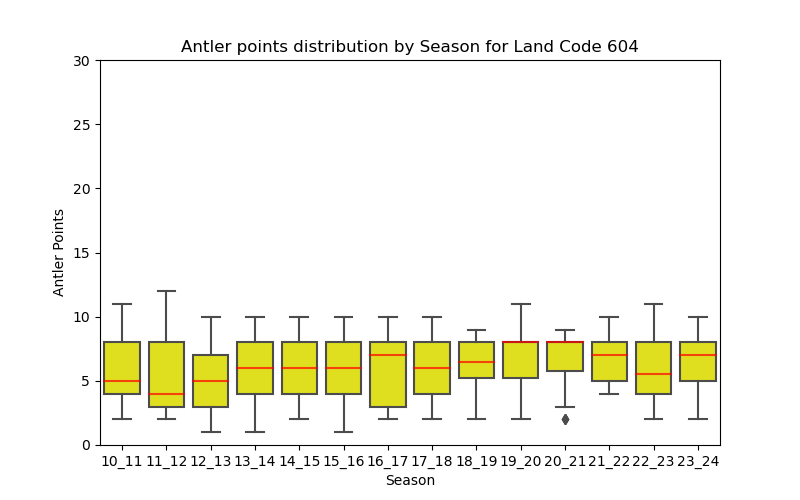 Antler points distribution by Season for Land Code 604
30
25
20
15
10
5
0
Antler Points
10_11 11_12 12_13 13_14 14_15 15_16 16_17 17_18 18_19 19_20 20_21 21_22 22_23 23_24
Season